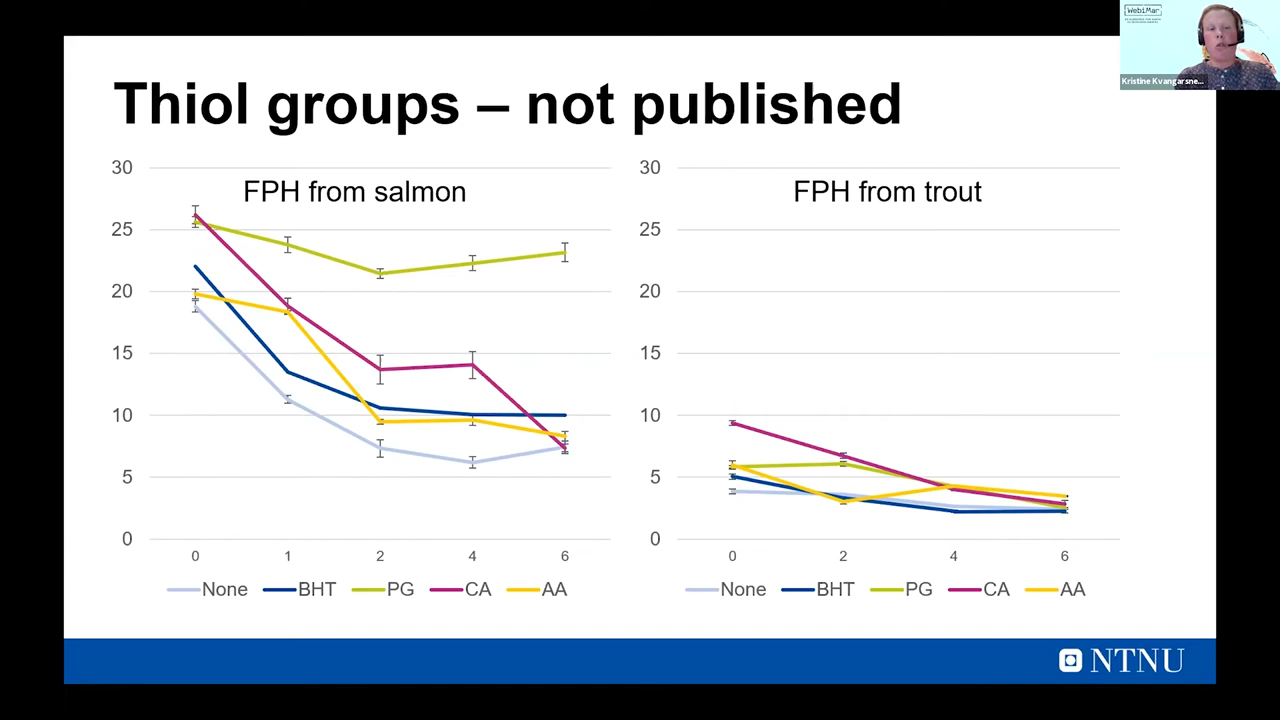 WebiMar
Kristine Kvangarsne...
Thiol groups – not published
FPH from salmon
30
25
20
15
10
5
0
0 1 2 4 6
None BHT PG CA AA
FPH from trout
30
25
20
15
10
5
0
0 2 4 6
None BHT PG CA AA
NTNU